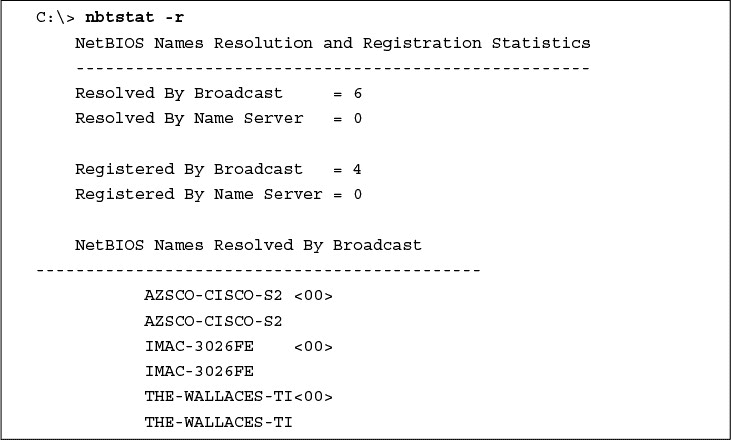 C:\> nbtstat -r
NetBIOS Names Resolution and Registration Statistics
----------------------------------------------------
Resolved By Broadcast     = 6
Resolved By Name Server   = 0
Registered By Broadcast   = 4
Registered By Name Server = 0
NetBIOS Names Resolved By Broadcast
---------------------------------------------
AZSCO-CISCO-S2 <00>
AZSCO-CISCO-S2
IMAC-3026FE    <00>
IMAC-3026FE
THE-WALLACES-TI<00>
THE-WALLACES-TI